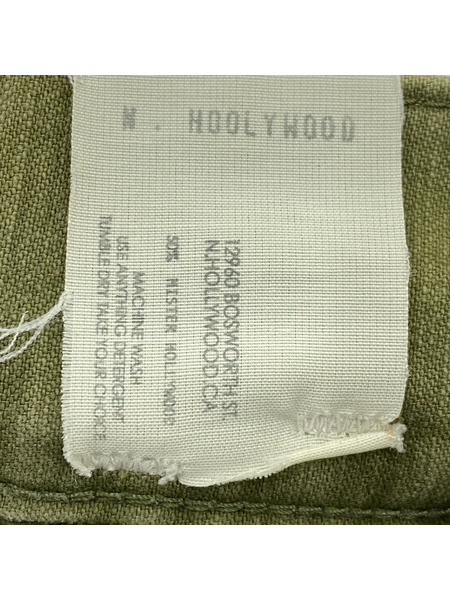 N. HOOLYWOOD
12960 BOSWORTH ST.
N.HOLLYWOOD.CA
50% MISTER HOLLYWOOD
MACHINE WASH
USE ANYTHING DETERGENT
TUMBLE DRY TAKE YOUR CHOICE